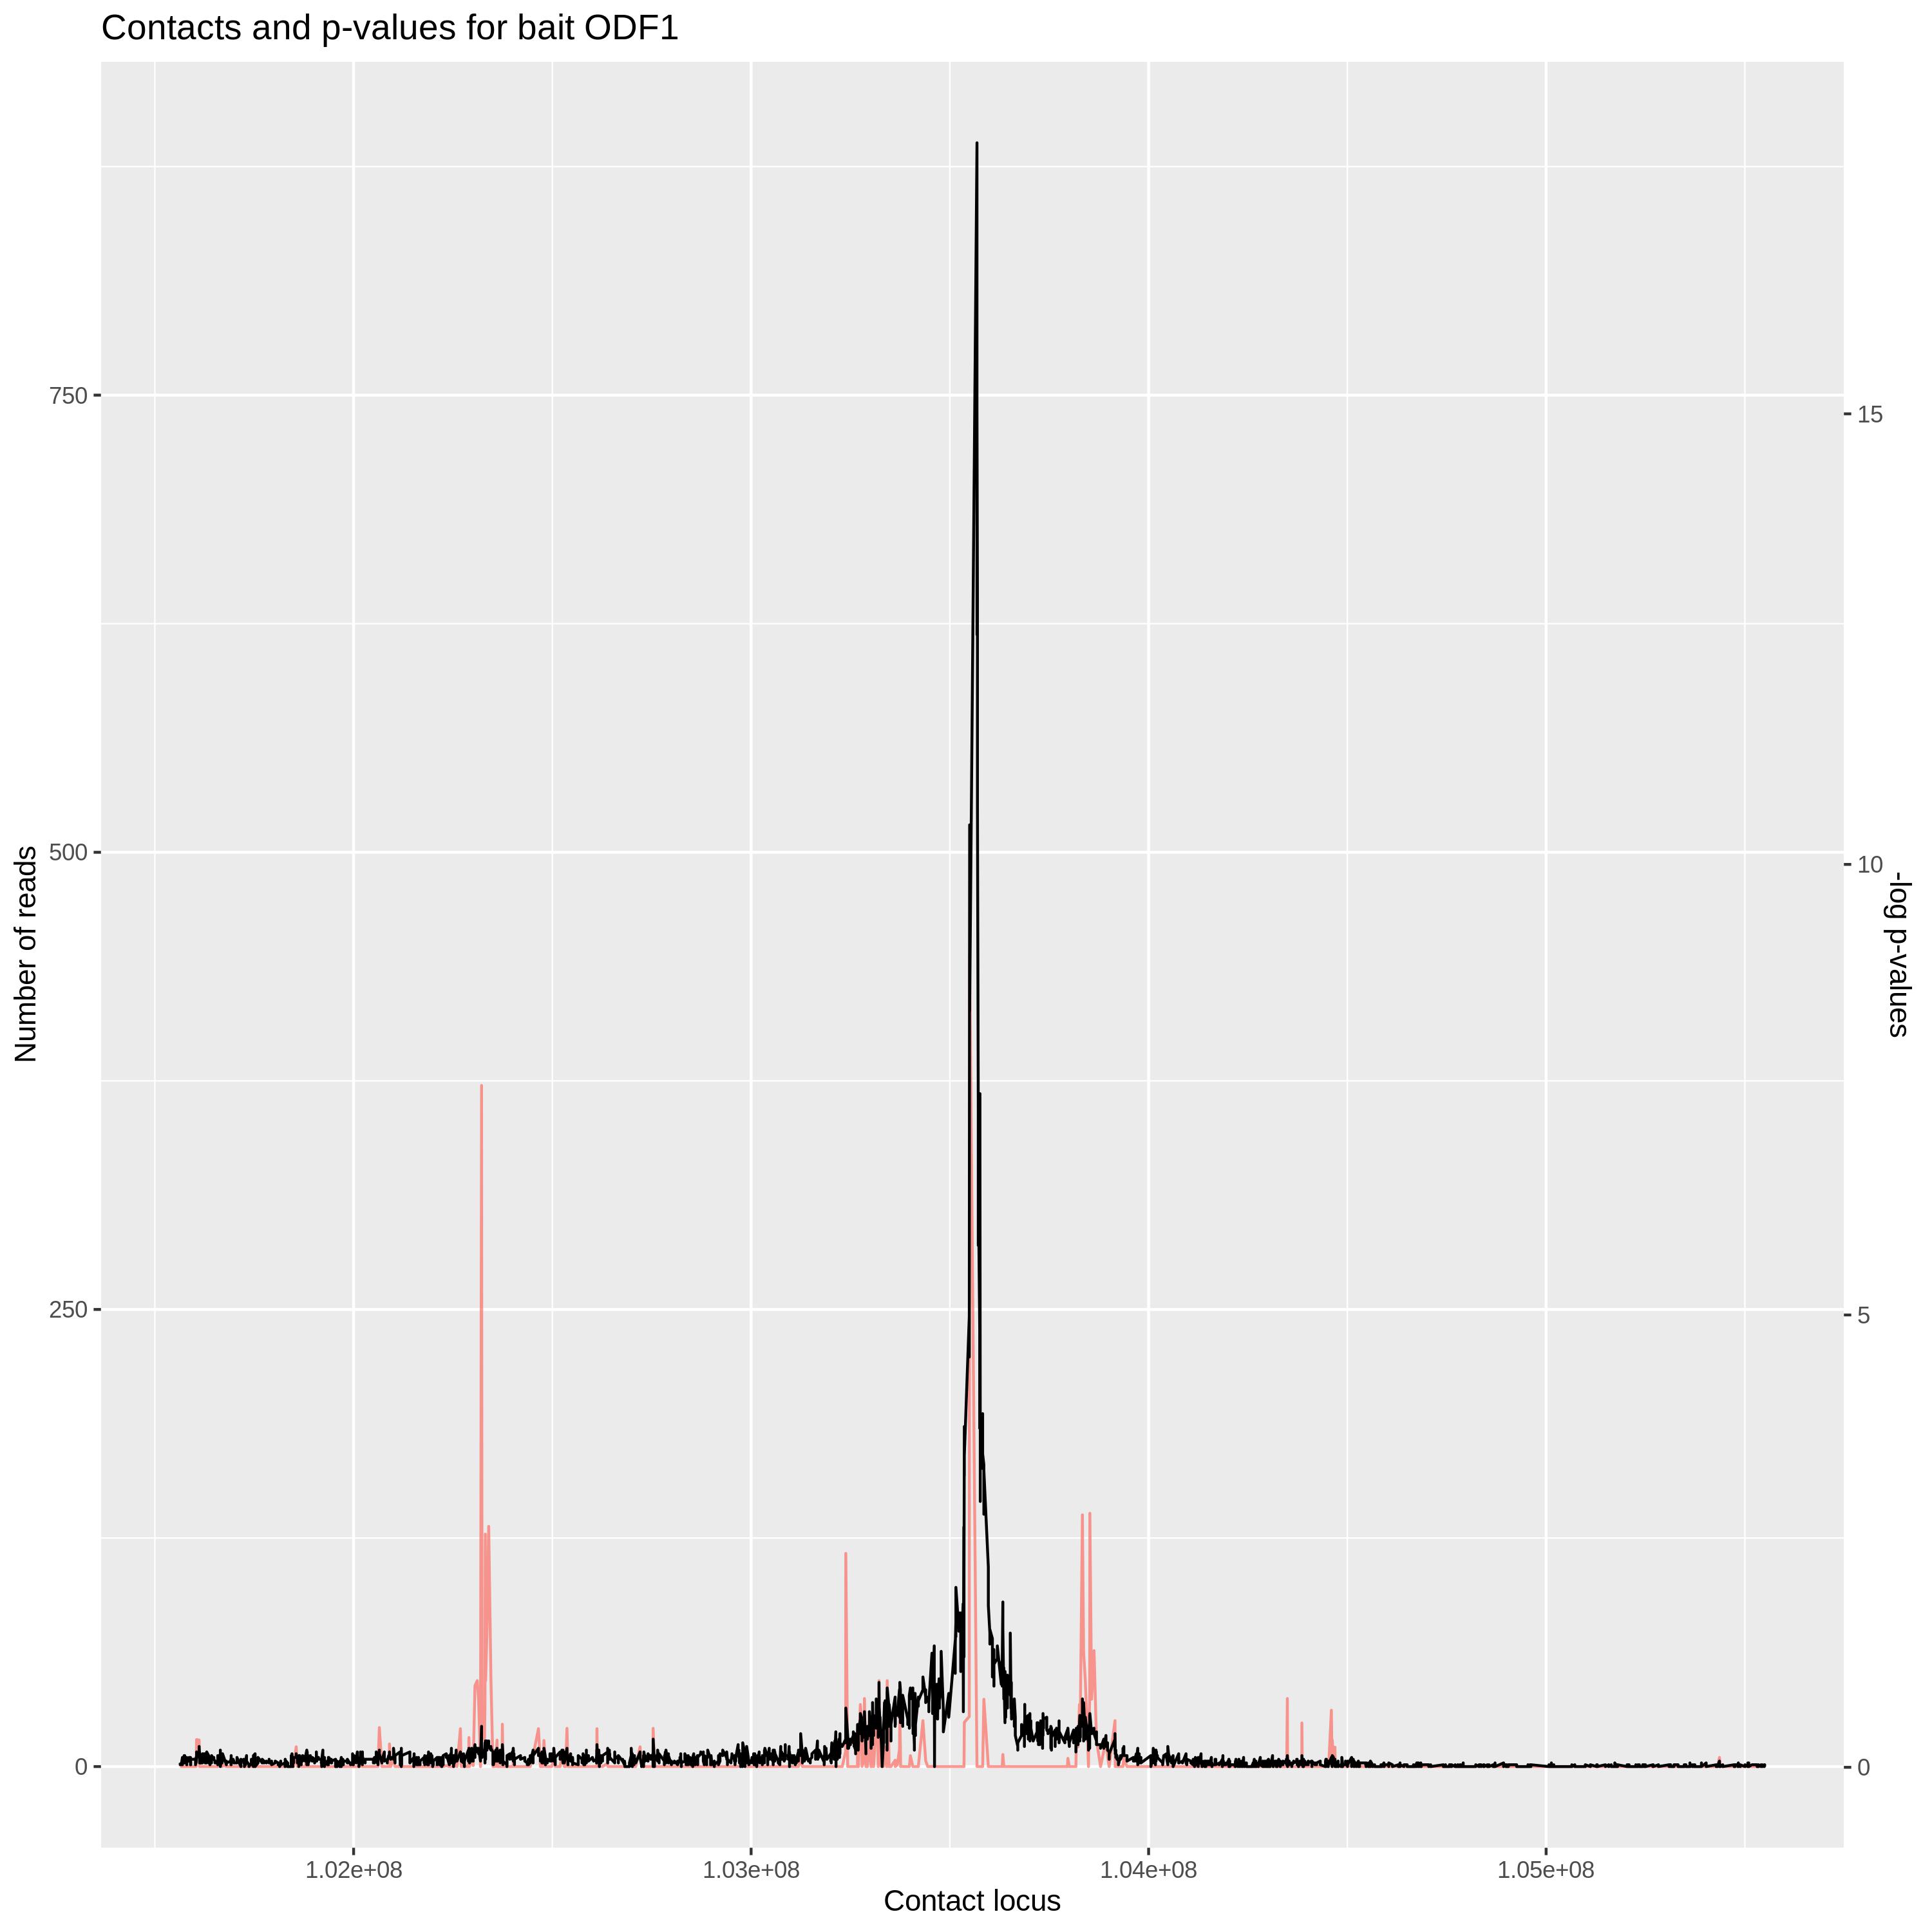 Contacts and p-values for bait ODF1
Number of reads
750
500
250
0
15
10
5
0
-log p-values
1.02e+08
1.03e+08
1.04e+08
1.05e+08
Contact locus